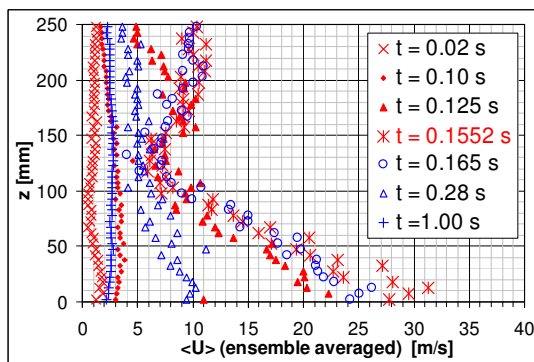 250
200
150
100
50
0
z [mm]
t = 0.02 s
t = 0.10 s
t = 0.125 s
t = 0.1552 s
t = 0.165 s
t = 0.28 s
t = 1.00 s
0 5 10 15 20 25 30 35 40
<U> (ensemble averaged) [m/s]